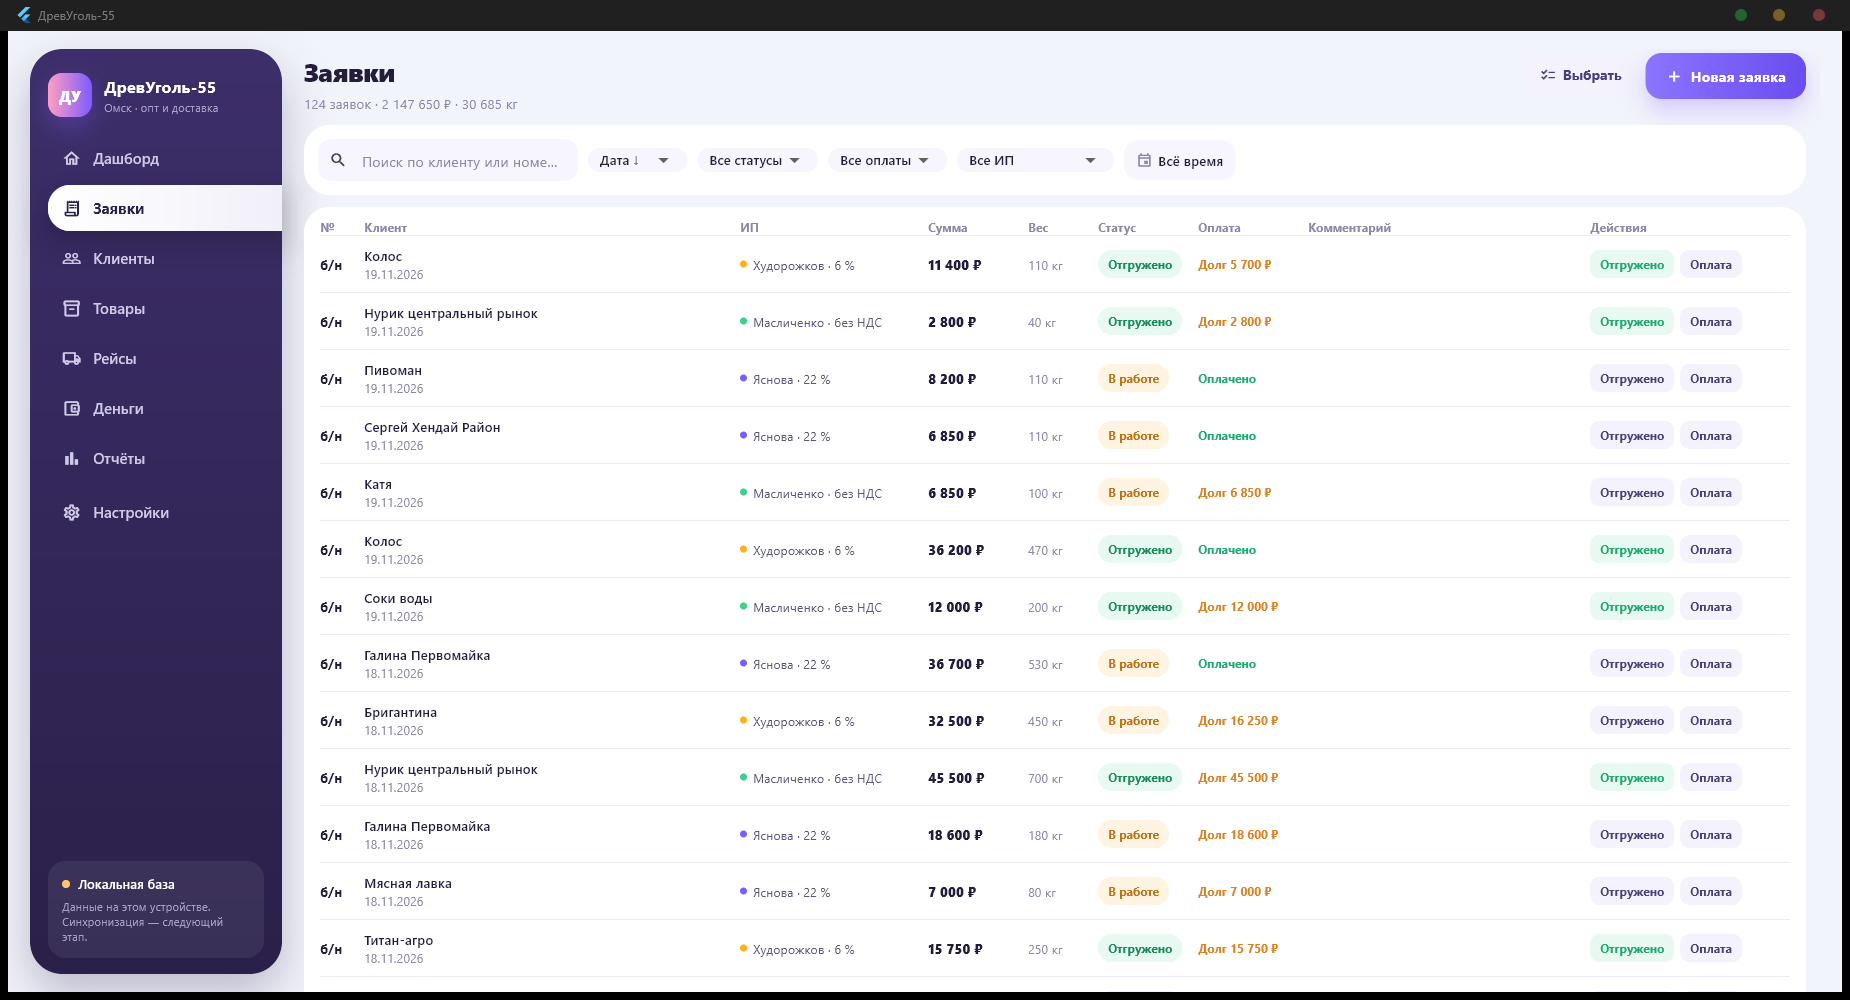 ДревУголь-55
ДУ
ДревУголь-55
Омск · опт и доставка
Дашборд
Заявки
Клиенты
Товары
Рейсы
Деньги
Отчёты
Настройки
Локальная база
Данные на этом устройстве.
Синхронизация — следующий
этап.
Заявки
124 заявок · 2 147 650 ₽ · 30 685 кг
Выбрать
+ Новая заявка
Поиск по клиенту или номе...
Дата ↓
Все статусы
Все оплаты
Все ИП
Всё время
№ Клиент ИП Сумма Вес Статус Оплата Комментарий Действия
б/н Колос Худорожков · 6 % 11 400 ₽ 110 кг Отгружено Долг 5 700 ₽ Отгружено Оплата
19.11.2026
б/н Нурик центральный рынок Масличенко · без НДС 2 800 ₽ 40 кг Отгружено Долг 2 800 ₽ Отгружено Оплата
19.11.2026
б/н Пивоман Яснова · 22 % 8 200 ₽ 110 кг В работе Оплачено Отгружено Оплата
19.11.2026
б/н Сергей Хендай Район Яснова · 22 % 6 850 ₽ 110 кг В работе Оплачено Отгружено Оплата
19.11.2026
б/н Катя Масличенко · без НДС 6 850 ₽ 100 кг В работе Долг 6 850 ₽ Отгружено Оплата
19.11.2026
б/н Колос Худорожков · 6 % 36 200 ₽ 470 кг Отгружено Оплачено Отгружено Оплата
19.11.2026
б/н Соки воды Масличенко · без НДС 12 000 ₽ 200 кг Отгружено Долг 12 000 ₽ Отгружено Оплата
19.11.2026
б/н Галина Первомайка Яснова · 22 % 36 700 ₽ 530 кг В работе Оплачено Отгружено Оплата
18.11.2026
б/н Бригантина Худорожков · 6 % 32 500 ₽ 450 кг В работе Долг 16 250 ₽ Отгружено Оплата
18.11.2026
б/н Нурик центральный рынок Масличенко · без НДС 45 500 ₽ 700 кг Отгружено Долг 45 500 ₽ Отгружено Оплата
18.11.2026
б/н Галина Первомайка Яснова · 22 % 18 600 ₽ 180 кг В работе Долг 18 600 ₽ Отгружено Оплата
18.11.2026
б/н Мясная лавка Яснова · 22 % 7 000 ₽ 80 кг В работе Долг 7 000 ₽ Отгружено Оплата
18.11.2026
б/н Титан-агро Худорожков · 6 % 15 750 ₽ 250 кг Отгружено Долг 15 750 ₽ Отгружено Оплата
18.11.2026